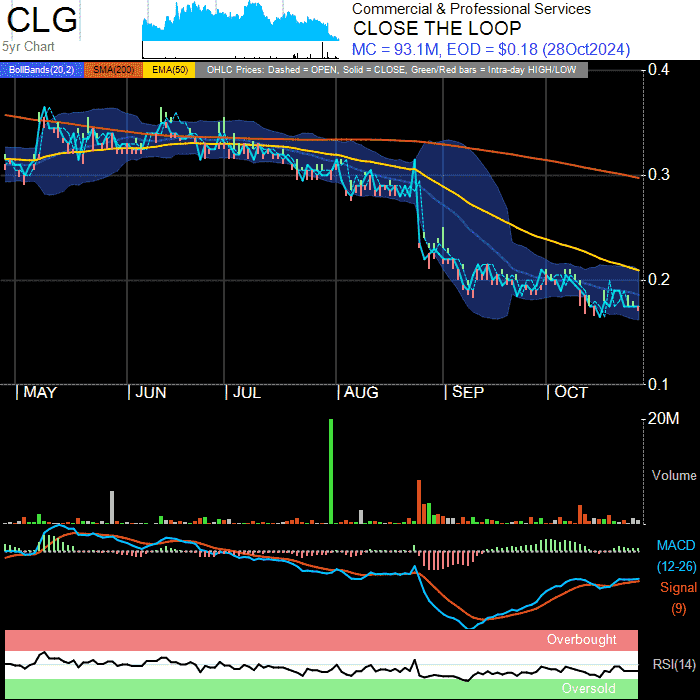 CLG
5yr Chart
Commercial & Professional Services
CLOSE THE LOOP
MC = 93.1M, EOD = $0.18 (28Oct2024)
BollBands(20,2) SMA(200) EMA(50) OHLC Prices: Dashed = OPEN, Solid = CLOSE, Green/Red bars = Intra-day HIGH/LOW
0.4
0.3
0.2
0.1
MAY JUN JUL AUG SEP OCT
20M
Volume
MACD
(12-26)
Signal
(9)
Overbought
RSI(14)
Oversold